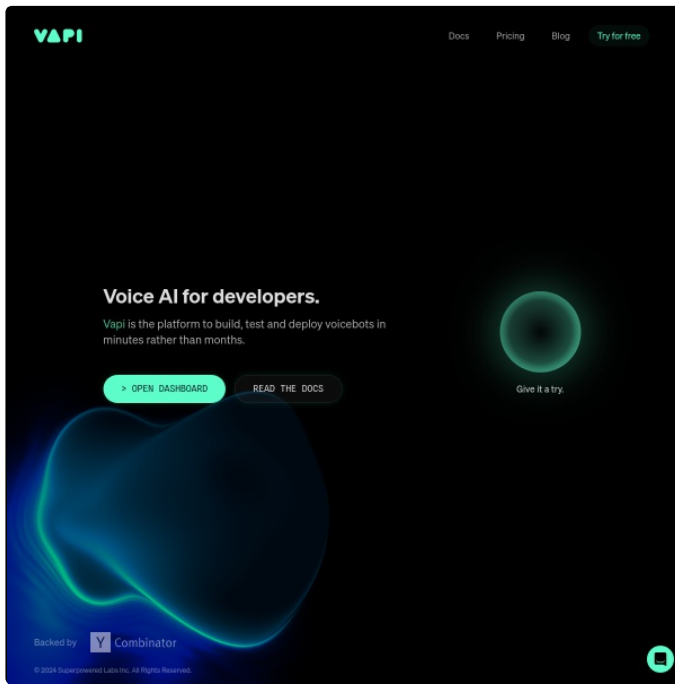 VAPI
Docs Pricing Blog Try for free
Voice AI for developers.
Vapi is the platform to build, test and deploy voicebots in
minutes rather than months.
> OPEN DASHBOARD READ THE DOCS
Give it a try.
Backed by Y Combinator
© 2024 Superpowered Labs Inc. All Rights Reserved.